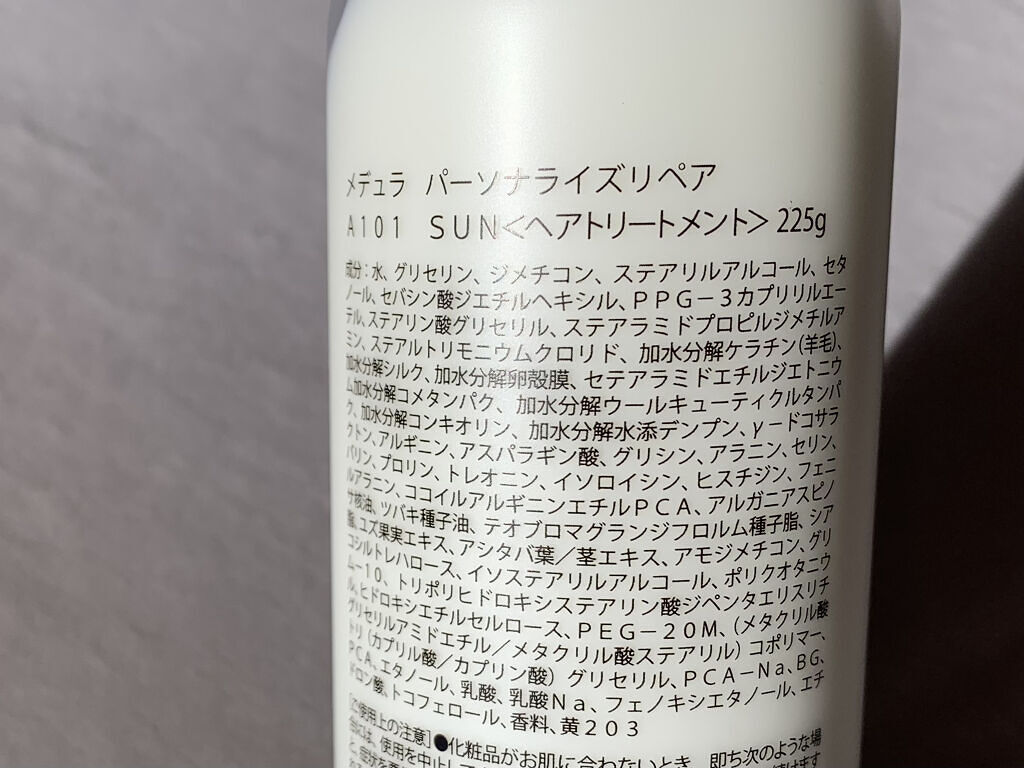 メデュラ パーソナライズリペア
A101 SUN<ヘアトリートメント> 225g
成分：水、グリセリン、ジメチコン、ステアリルアルコール、セタ
ノール、セバシン酸ジエチルヘキシル、PPG－3カプリリルエー
テル、ステアリン酸グリセリル、ステアラミドプロピルジメチルア
ミン、ステアルトリモニウムクロリド、加水分解ケラチン(羊毛)、
加水分解シルク、加水分解卵殻膜、セテアラミドエチルジエトニウ
ム加水分解コメタンパク、加水分解ウールキューティクルタンパ
ク、加水分解コンキオリン、加水分解水添デンプン、γ－ドコサラ
クトン、アルギニン、アスパラギン酸、グリシン、アラニン、セリン、
バリン、プロリン、トレオニン、イソロイシン、ヒスチジン、フェニ
ルアラニン、ココイルアルギニンエチルPCA、アルガニアスピノ
サ核油、ツバキ種子油、テオブロマグランジフロルム種子脂、シア
脂、ユズ果実エキス、アシタバ葉／茎エキス、アモジメチコン、グリ
コシルトレハロース、イソステアリルアルコール、ポリクオタニウ
ム－10、トリポリヒドロキシステアリン酸ジペンタエリスリチ
ル、ヒドロキシエチルセルロース、PEG－20M、(メタクリル酸
グリセリルアミドエチル／メタクリル酸ステアリル)コポリマー、
トリ(カプリル酸／カプリン酸)グリセリル、PCA－Na、BG、
PCA、エタノール、乳酸、乳酸Na、フェノキシエタノール、エチ
ドロン酸、トコフェロール、香料、黄203
[ご使用上の注意]●化粧品がお肌に合わないとき、即ち次のような場
合には、使用を中止して